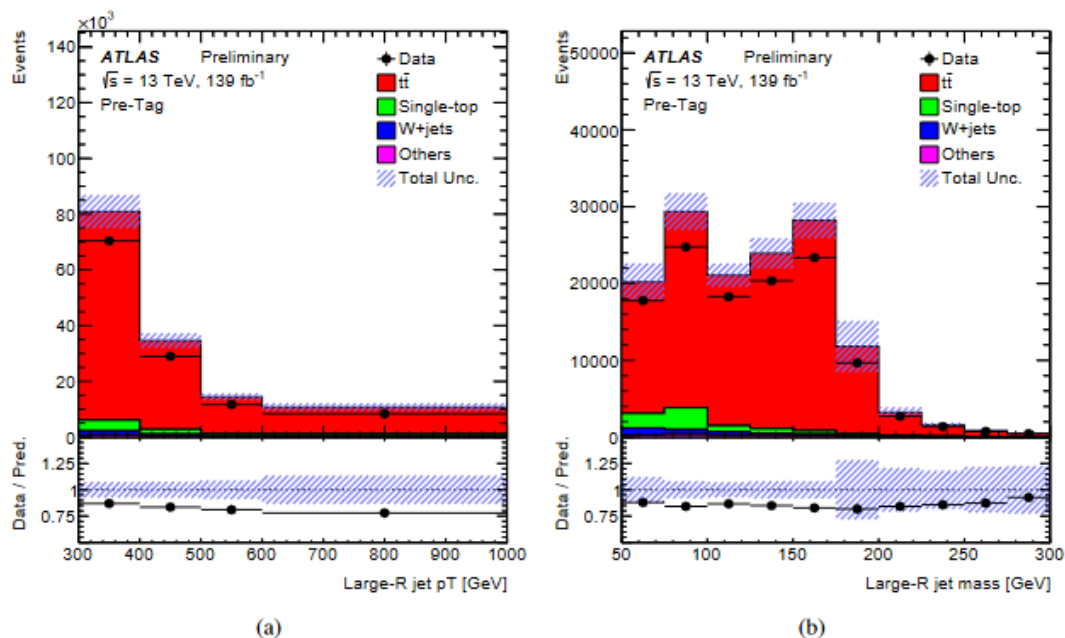 ×10³
Events
ATLAS Preliminary
√s = 13 TeV, 139 fb⁻¹
Pre-Tag
Data
tt̄
Single-top
W+jets
Others
Total Unc.
140
120
100
80
60
40
20
0
Data / Pred.
1.25
1
0.75
300 400 500 600 700 800 900 1000
Large-R jet pT [GeV]
(a)
Events
ATLAS Preliminary
√s = 13 TeV, 139 fb⁻¹
Pre-Tag
Data
tt̄
Single-top
W+jets
Others
Total Unc.
50000
40000
30000
20000
10000
0
Data / Pred.
1.25
1
0.75
50 100 150 200 250 300
Large-R jet mass [GeV]
(b)